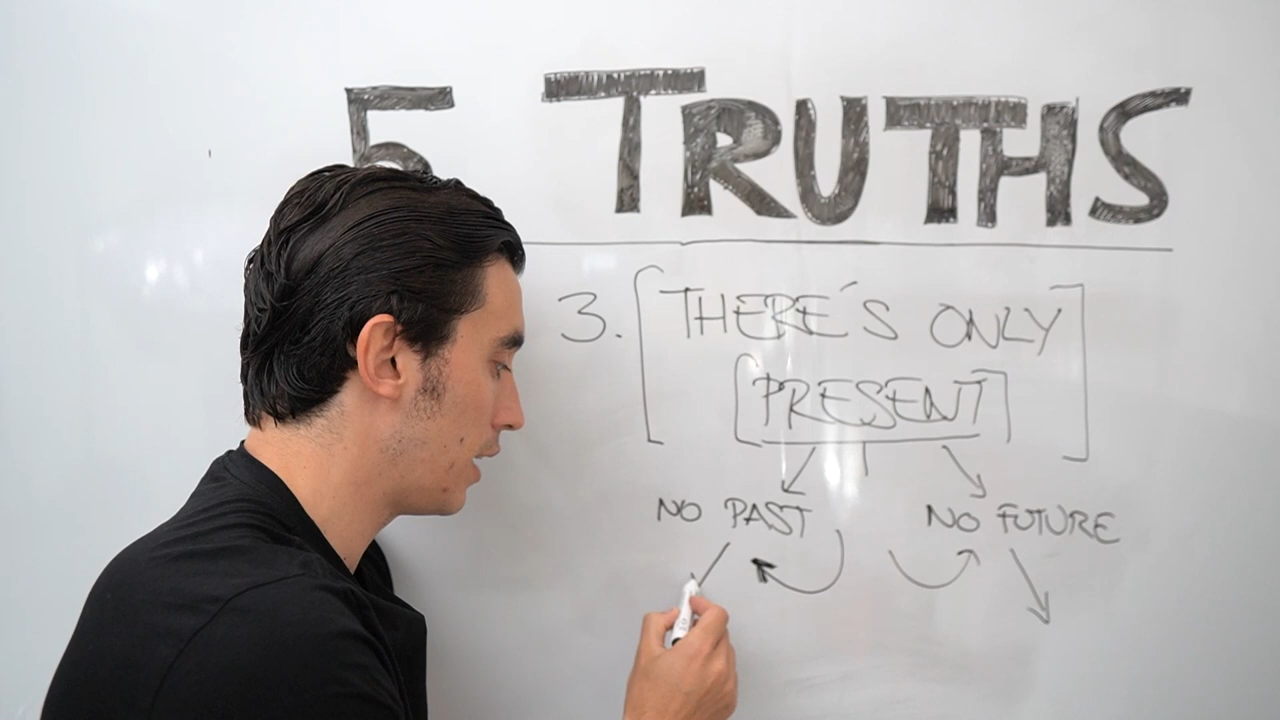 5 TRUTHS
3. [THERE'S ONLY
[PRESENT]]
NO PAST
NO FUTURE